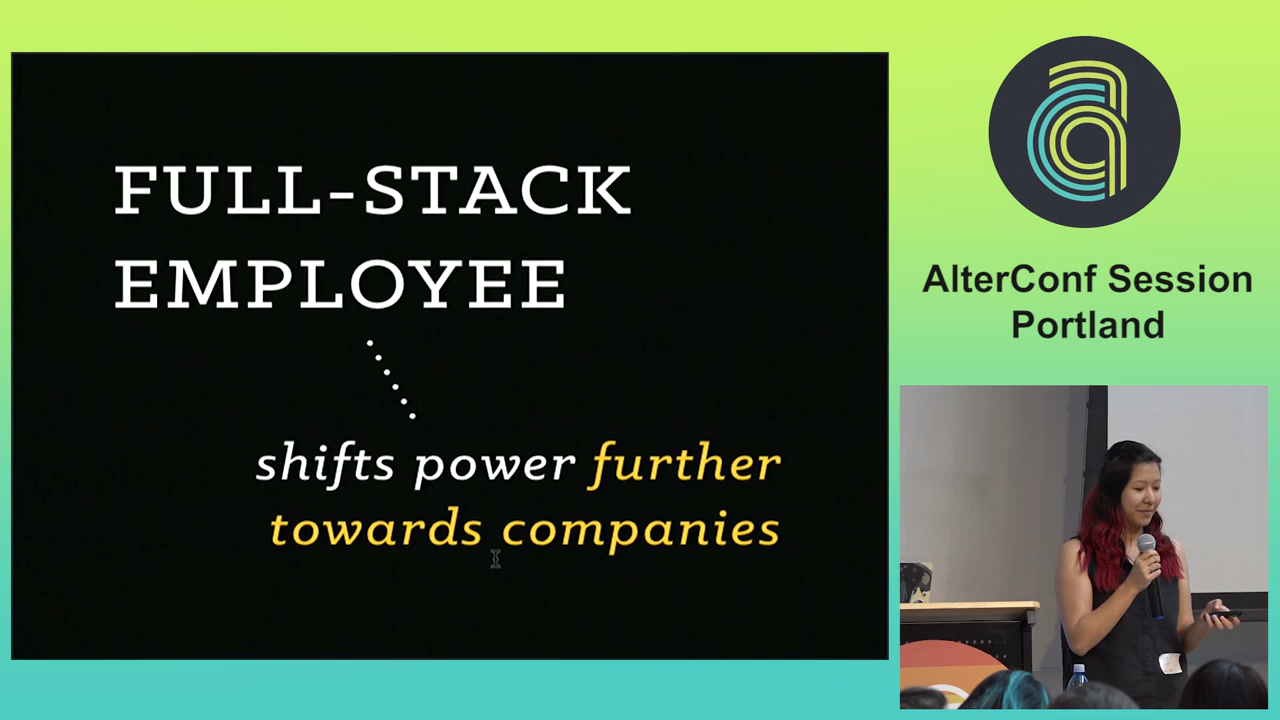 FULL-STACK
EMPLOYEE
shifts power further
towards companies
AlterConf Session
Portland